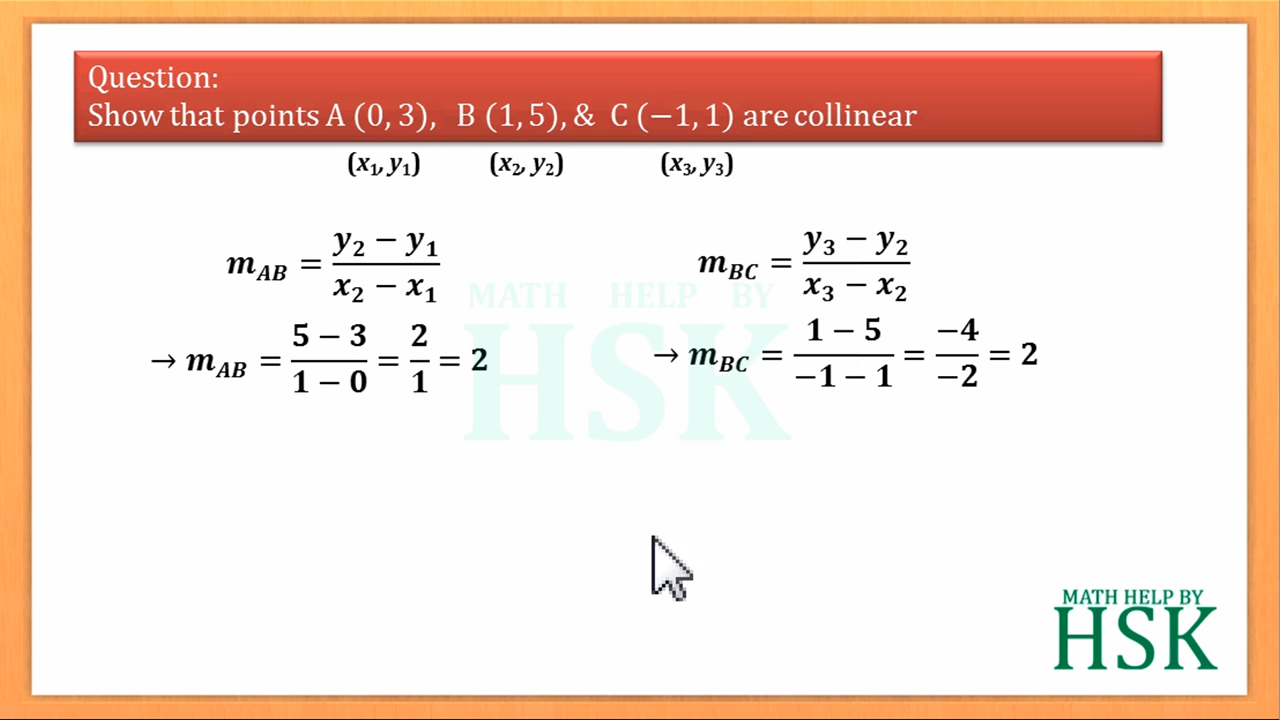 Question:
Show that points A (0, 3), B (1, 5), & C (−1, 1) are collinear
(x₁, y₁) (x₂, y₂) (x₃, y₃)
m_AB = (y₂ − y₁)/(x₂ − x₁)
m_BC = (y₃ − y₂)/(x₃ − x₂)
→ m_AB = (5 − 3)/(1 − 0) = 2/1 = 2
→ m_BC = (1 − 5)/(−1 − 1) = −4/−2 = 2
MATH HELP BY
HSK
MATH HELP BY
HSK